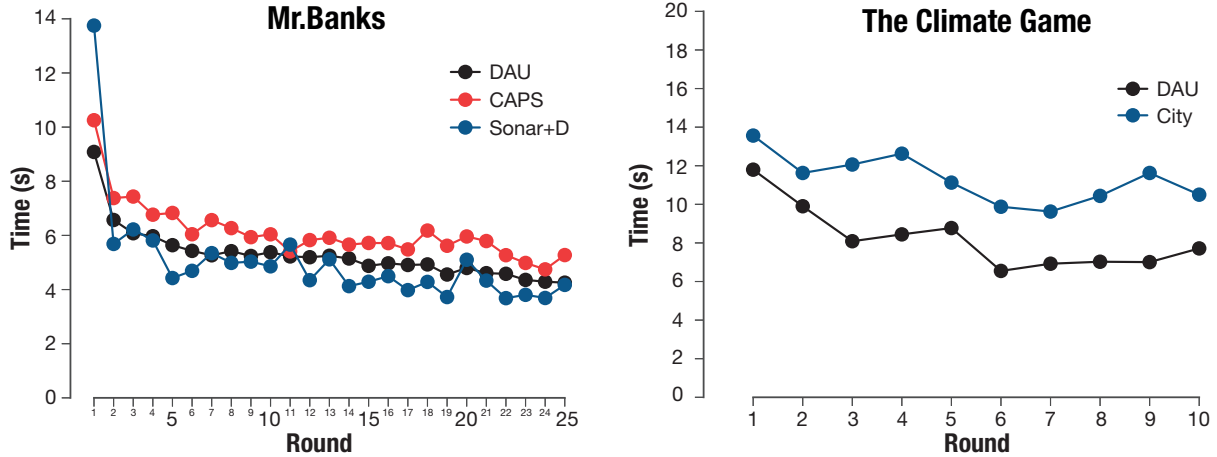 Mr.Banks
14
12
10
8
6
4
2
0
Time (s)
DAU
CAPS
Sonar+D
1 2 3 4 5 6 7 8 9 10 11 12 13 14 15 16 17 18 19 20 21 22 23 24 25
Round
The Climate Game
20
18
16
14
12
10
8
6
4
2
0
Time (s)
DAU
City
1 2 3 4 5 6 7 8 9 10
Round